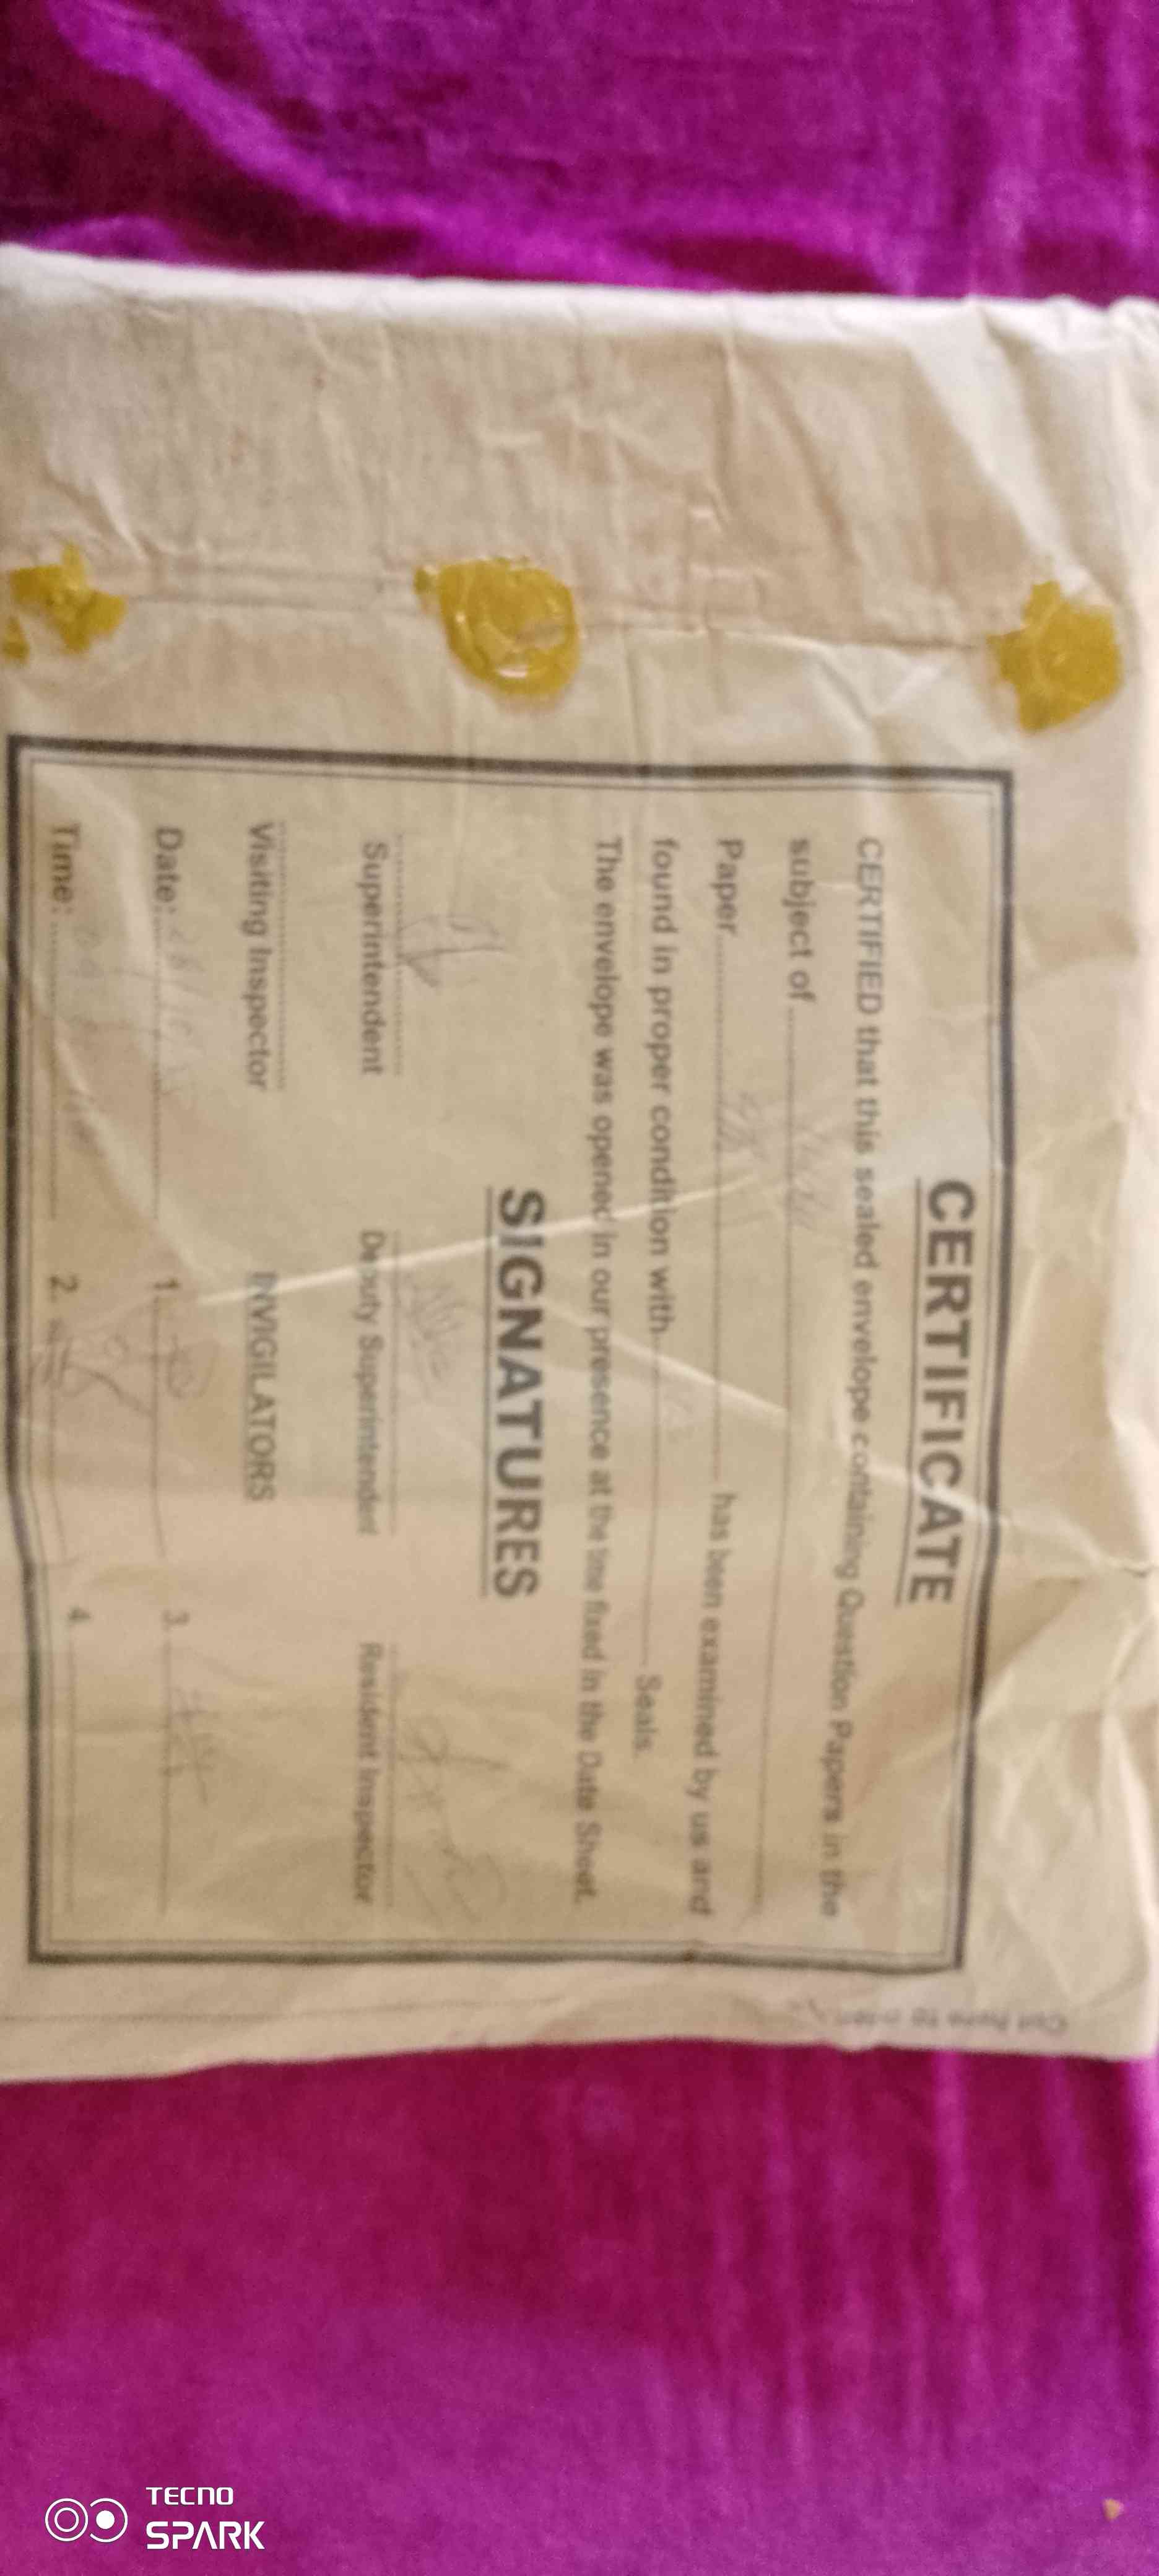 CERTIFICATE
CERTIFIED that this sealed envelope containing Question Papers in the
subject of
Paper has been examined by us and
found in proper condition with Seals.
The envelope was opened in our presence at the time fixed in the Date Sheet.
SIGNATURES
Superintendent Deputy Superintendent Resident Inspector
Visiting Inspector INVIGILATORS
Date: 1. 3.
Time: 2. 4.
Cut here to open
TECNO
SPARK